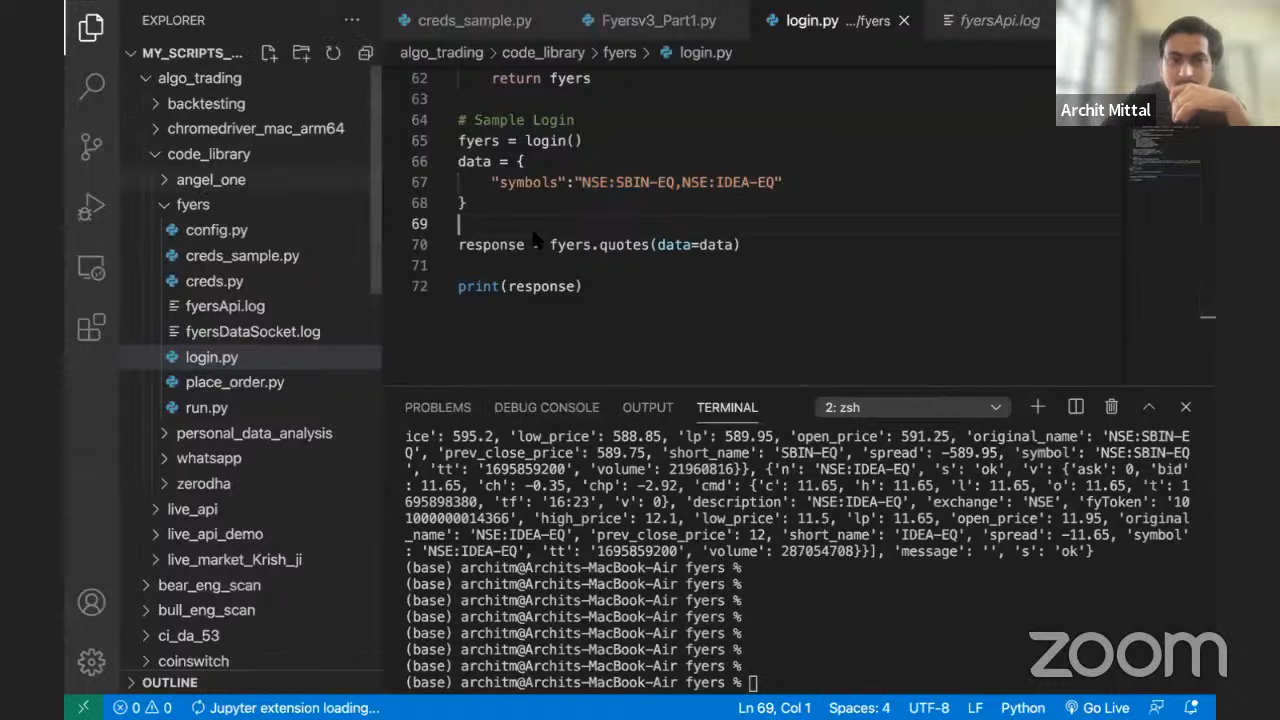 EXPLORER
MY_SCRIPTS_...
algo_trading
backtesting
chromedriver_mac_arm64
code_library
angel_one
fyers
config.py
creds_sample.py
creds.py
fyersApi.log
fyersDataSocket.log
login.py
place_order.py
run.py
personal_data_analysis
whatsapp
zerodha
live_api
live_api_demo
live_market_Krish_ji
bear_eng_scan
bull_eng_scan
ci_da_53
coinswitch
OUTLINE
creds_sample.py
Fyersv3_Part1.py
login.py .../fyers
fyersApi.log
algo_trading > code_library > fyers > login.py
62 return fyers
63
64 # Sample Login
65 fyers = login()
66 data = {
67 "symbols":"NSE:SBIN-EQ,NSE:IDEA-EQ"
68 }
69
70 response = fyers.quotes(data=data)
71
72 print(response)
Archit Mittal
PROBLEMS DEBUG CONSOLE OUTPUT TERMINAL 2: zsh
ice': 595.2, 'low_price': 588.85, 'lp': 589.95, 'open_price': 591.25, 'original_name': 'NSE:SBIN-E
Q', 'prev_close_price': 589.75, 'short_name': 'SBIN-EQ', 'spread': -589.95, 'symbol': 'NSE:SBIN-EQ
', 'tt': '1695859200', 'volume': 21960816}}, {'n': 'NSE:IDEA-EQ', 's': 'ok', 'v': {'ask': 0, 'bid'
: 11.65, 'ch': -0.35, 'chp': -2.92, 'cmd': {'c': 11.65, 'h': 11.65, 'l': 11.65, 'o': 11.65, 't': 1
695898380, 'tf': '16:23', 'v': 0}, 'description': 'NSE:IDEA-EQ', 'exchange': 'NSE', 'fyToken': '10
1000000014366', 'high_price': 12.1, 'low_price': 11.5, 'lp': 11.65, 'open_price': 11.95, 'original
_name': 'NSE:IDEA-EQ', 'prev_close_price': 12, 'short_name': 'IDEA-EQ', 'spread': -11.65, 'symbol'
: 'NSE:IDEA-EQ', 'tt': '1695859200', 'volume': 287054708}}], 'message': '', 's': 'ok'}
(base) architm@Archits-MacBook-Air fyers %
(base) architm@Archits-MacBook-Air fyers %
(base) architm@Archits-MacBook-Air fyers %
(base) architm@Archits-MacBook-Air fyers %
(base) architm@Archits-MacBook-Air fyers %
(base) architm@Archits-MacBook-Air fyers %
(base) architm@Archits-MacBook-Air fyers %
(base) architm@Archits-MacBook-Air fyers %
zoom
0 0 Jupyter extension loading... Ln 69, Col 1 Spaces: 4 UTF-8 LF Python Go Live